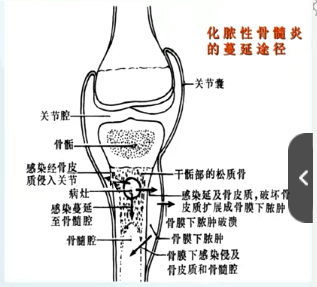 化脓性骨髓炎
的蔓延途径
关节囊
关节腔
骨骺
感染经骨皮
质侵入关节
病灶
感染蔓延
至骨髓腔
骨髓腔
干骺部的松质骨
感染延及骨皮质,破坏骨
皮质扩展成骨膜下脓肿
骨膜下脓肿破溃
骨膜下脓肿
骨膜下感染侵及
骨皮质和骨髓腔